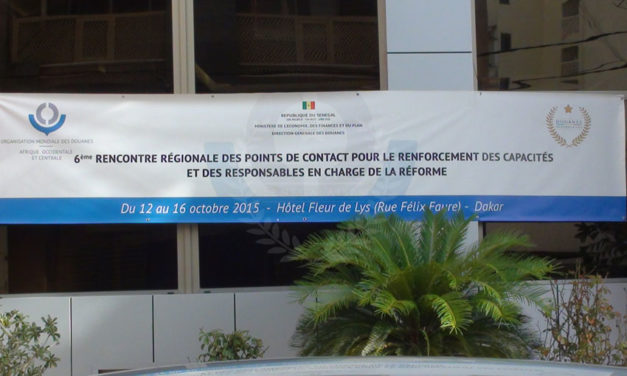 ORGANISATION MONDIALE DES DOUANES
AFRIQUE OCCIDENTALE
ET CENTRALE
REPUBLIQUE DU SENEGAL
MINISTERE DE L'ECONOMIE, DES FINANCES ET DU PLAN
DIRECTION GENERALE DES DOUANES
6ème RENCONTRE RÉGIONALE DES POINTS DE CONTACT POUR LE RENFORCEMENT DES CAPACITÉS
ET DES RESPONSABLES EN CHARGE DE LA RÉFORME
Du 12 au 16 octobre 2015 - Hôtel Fleur de Lys (Rue Félix Faure) - Dakar